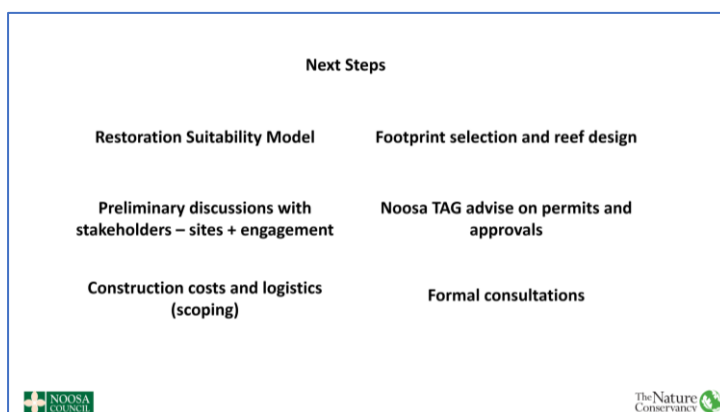 Next Steps
Restoration Suitability Model
Footprint selection and reef design
Preliminary discussions with
stakeholders – sites + engagement
Noosa TAG advise on permits and
approvals
Construction costs and logistics
(scoping)
Formal consultations
NOOSA
COUNCIL
The Nature
Conservancy